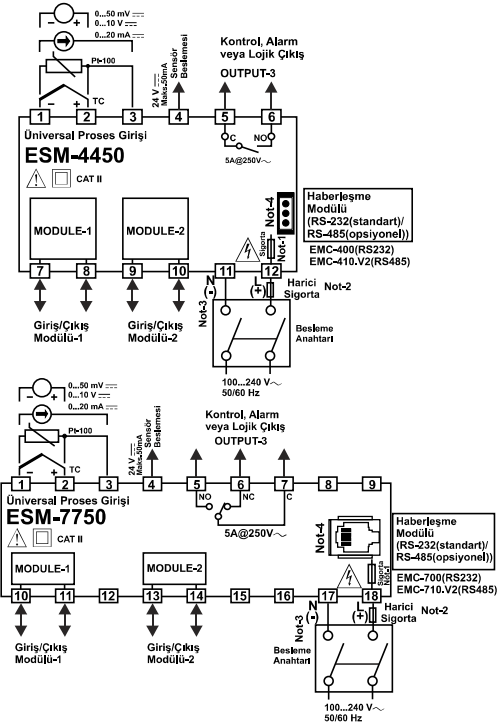 0...50 mV
0...10 V
0...20 mA
Pt-100
TC
24 V
Maks.50mA
Sensör
Beslemesi
Kontrol, Alarm
veya Lojik Çıkış
OUTPUT-3
1 2 3 4 5 6
Üniversal Proses Girişi
ESM-4450
CAT II
C NO
5A@250V
MODULE-1
MODULE-2
Not-4
Sigorta
Not-1
Haberleşme
Modülü
(RS-232(standart)/
RS-485(opsiyonel))
EMC-400(RS232)
EMC-410.V2(RS485)
7 8 9 10 11 12
Giriş/Çıkış
Modülü-1
Giriş/Çıkış
Modülü-2
N
(-)
Not-3
L
(+)
Harici
Sigorta
Not-2
Besleme
Anahtarı
100...240 V
50/60 Hz
0...50 mV
0...10 V
0...20 mA
Pt-100
TC
24 V
Maks.50mA
Sensör
Beslemesi
Kontrol, Alarm
veya Lojik Çıkış
OUTPUT-3
1 2 3 4 5 6 7 8 9
Üniversal Proses Girişi
ESM-7750
CAT II
NO NC C
5A@250V
MODULE-1
MODULE-2
Not-4
Sigorta
Not-1
Haberleşme
Modülü
(RS-232(standart)/
RS-485(opsiyonel))
EMC-700(RS232)
EMC-710.V2(RS485)
10 11 12 13 14 15 16 17 18
Giriş/Çıkış
Modülü-1
Giriş/Çıkış
Modülü-2
N
(-)
Not-3
L
(+)
Harici
Sigorta
Not-2
Besleme
Anahtarı
100...240 V
50/60 Hz